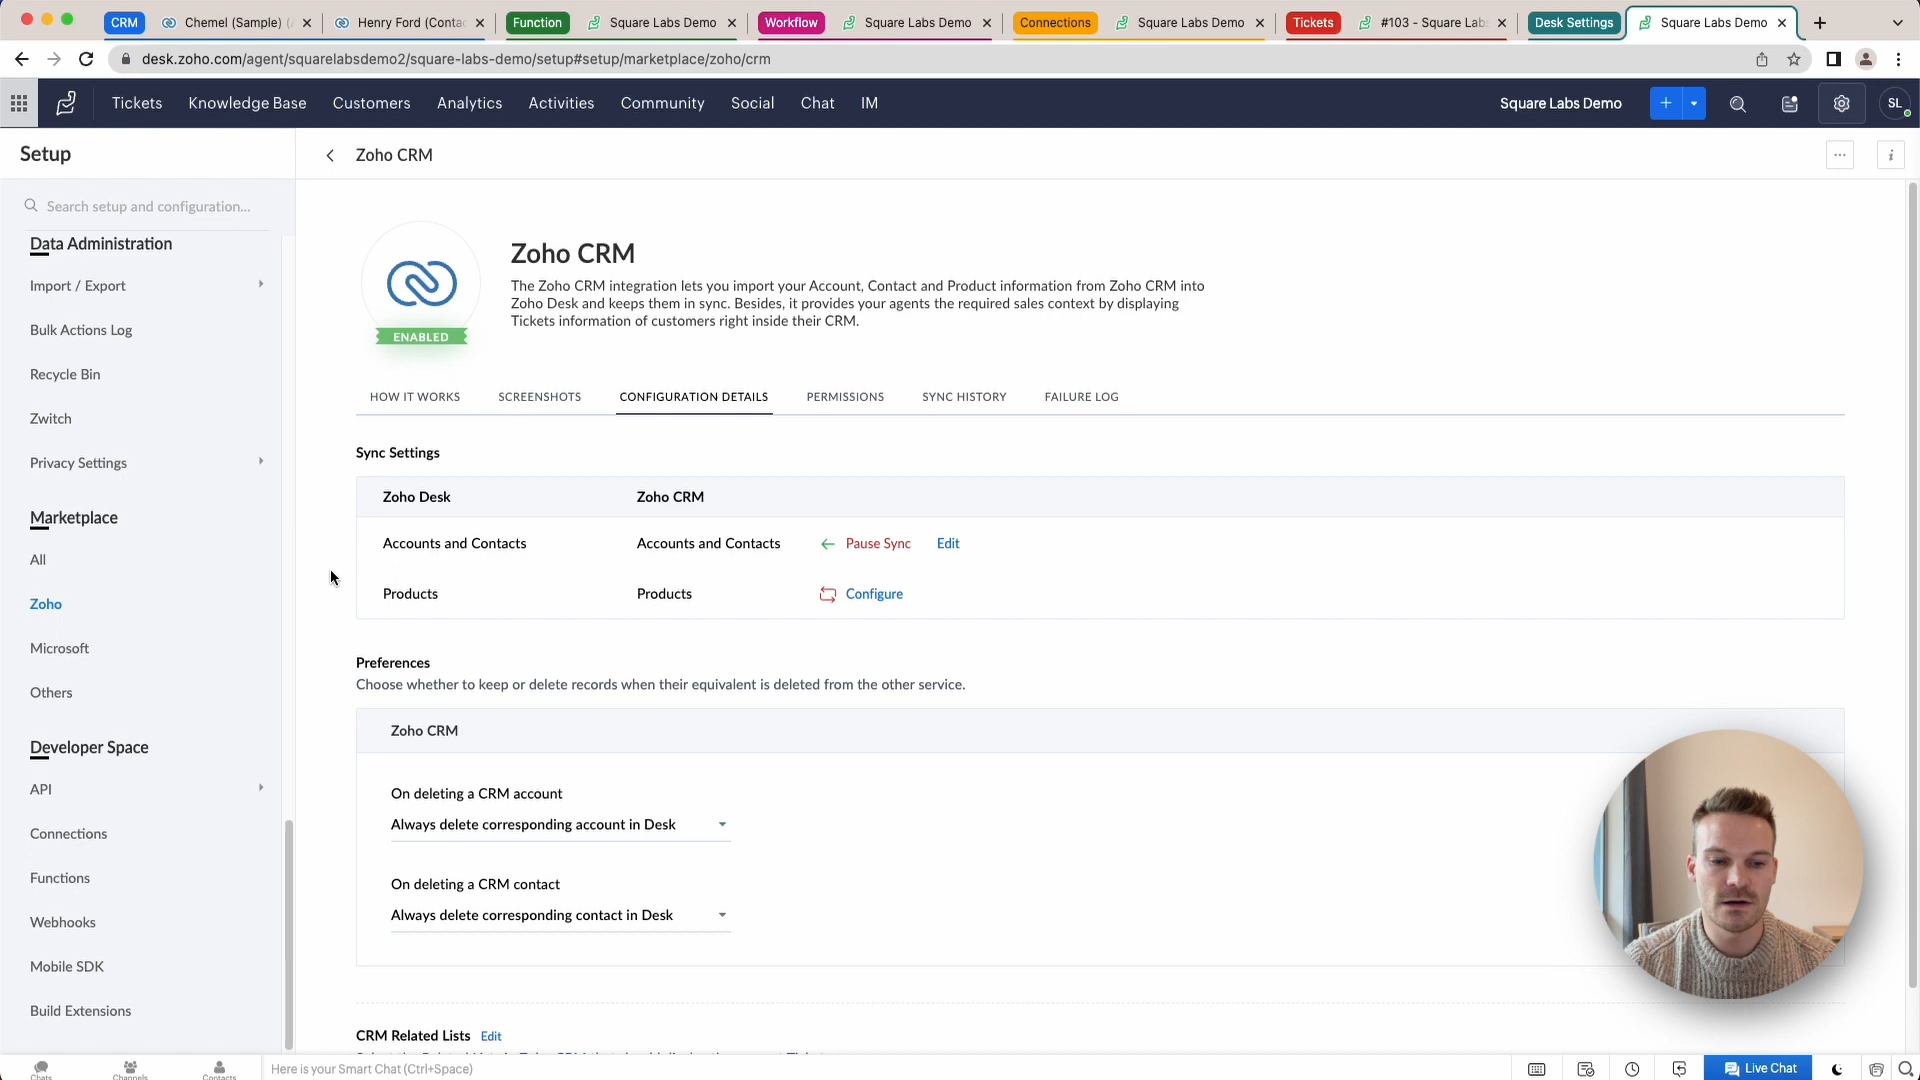 CRM
Chemel (Sample) (
Henry Ford (Conta
Function
Square Labs Demo
Workflow
Square Labs Demo
Connections
Square Labs Demo
Tickets
#103 - Square Lab
Desk Settings
Square Labs Demo
desk.zoho.com/agent/squarelabsdemo2/square-labs-demo/setup#setup/marketplace/zoho/crm
Tickets Knowledge Base Customers Analytics Activities Community Social Chat IM
Square Labs Demo
SL
Setup
Zoho CRM
Search setup and configuration...
Data Administration
Import / Export
Bulk Actions Log
Recycle Bin
Zwitch
Privacy Settings
Marketplace
All
Zoho
Microsoft
Others
Developer Space
API
Connections
Functions
Webhooks
Mobile SDK
Build Extensions
ENABLED
Zoho CRM
The Zoho CRM integration lets you import your Account, Contact and Product information from Zoho CRM into
Zoho Desk and keeps them in sync. Besides, it provides your agents the required sales context by displaying
Tickets information of customers right inside their CRM.
HOW IT WORKS SCREENSHOTS CONFIGURATION DETAILS PERMISSIONS SYNC HISTORY FAILURE LOG
Sync Settings
Zoho Desk Zoho CRM
Accounts and Contacts Accounts and Contacts Pause Sync Edit
Products Products Configure
Preferences
Choose whether to keep or delete records when their equivalent is deleted from the other service.
Zoho CRM
On deleting a CRM account
Always delete corresponding account in Desk
On deleting a CRM contact
Always delete corresponding contact in Desk
CRM Related Lists Edit
Chats Channels Contacts
Here is your Smart Chat (Ctrl+Space)
Live Chat